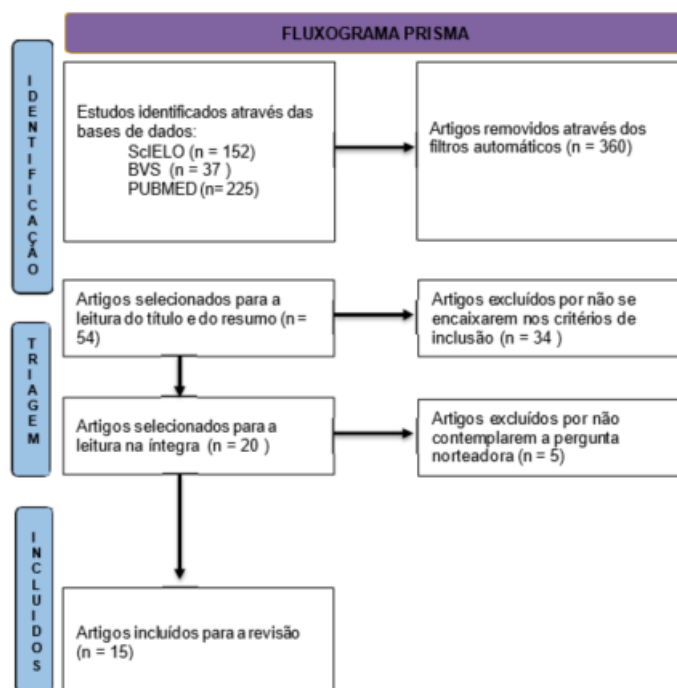 FLUXOGRAMA PRISMA
IDENTIFICAÇÃO
Estudos identificados através das
bases de dados:
ScIELO (n = 152)
BVS (n = 37 )
PUBMED (n= 225)
Artigos removidos através dos
filtros automáticos (n = 360)
TRIAGEM
Artigos selecionados para a
leitura do título e do resumo (n =
54)
Artigos excluídos por não se
encaixarem nos critérios de
inclusão (n = 34 )
Artigos selecionados para a
leitura na íntegra (n = 20 )
Artigos excluídos por não
contemplarem a pergunta
norteadora (n = 5)
INCLUIDOS
Artigos incluídos para a revisão
(n = 15)